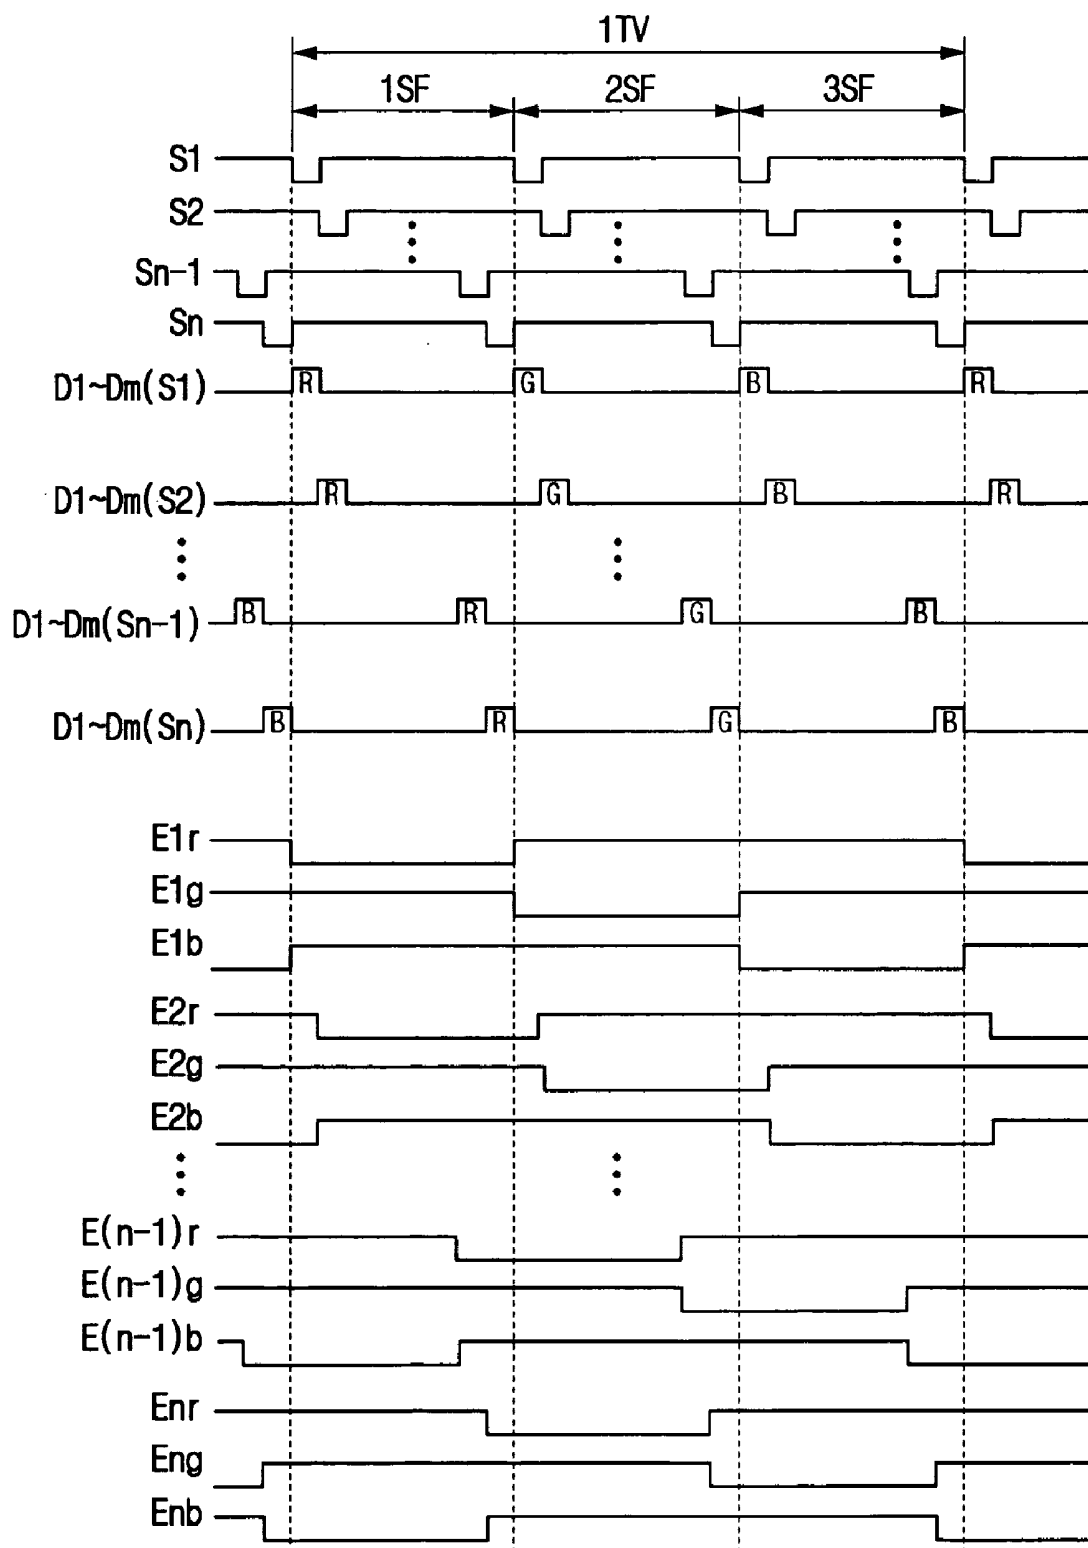 1TV
1SF 2SF 3SF
S1
S2
Sn-1
Sn
D1~Dm(S1) R G B R
D1~Dm(S2) R G B R
D1~Dm(Sn-1) B R G B
D1~Dm(Sn) B R G B
E1r
E1g
E1b
E2r
E2g
E2b
E(n-1)r
E(n-1)g
E(n-1)b
Enr
Eng
Enb